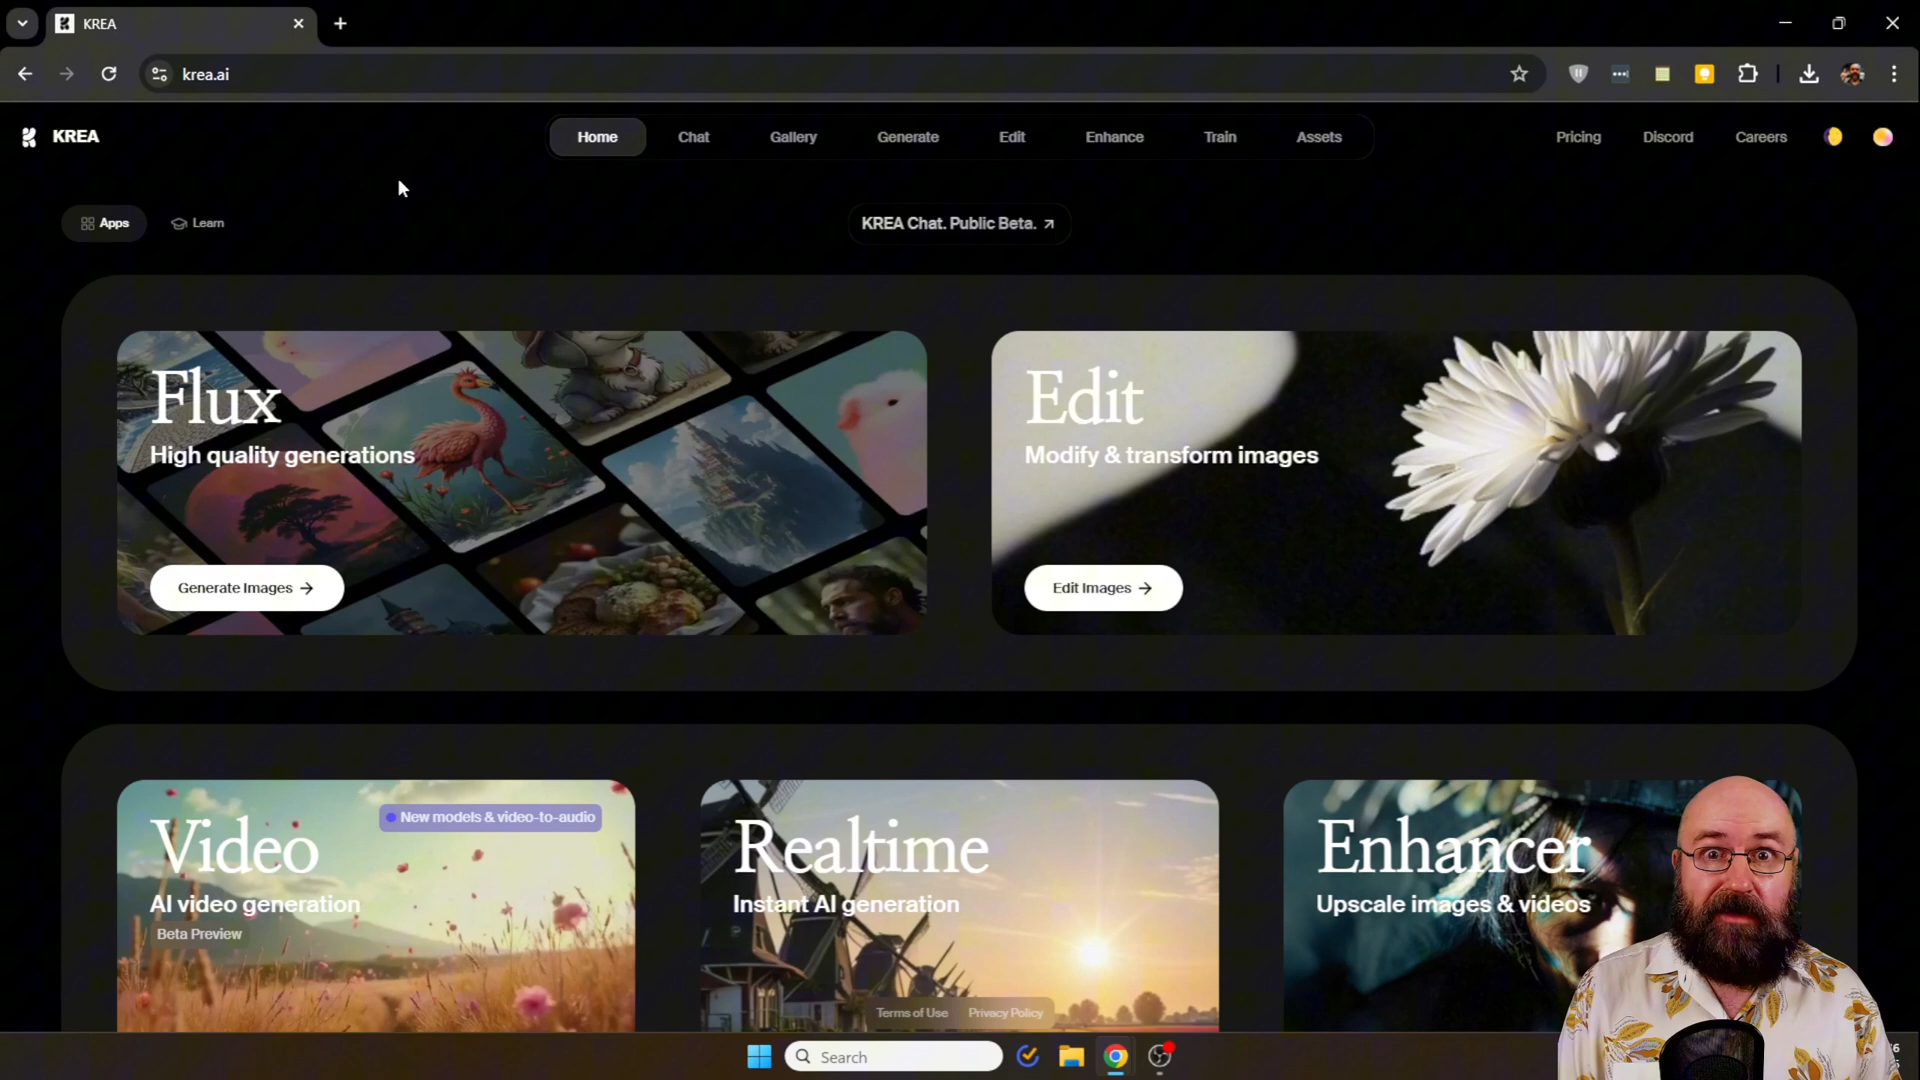 KREA
krea.ai
KREA
Home
Chat
Gallery
Generate
Edit
Enhance
Train
Assets
Pricing
Discord
Careers
Apps
Learn
KREA Chat. Public Beta.
Flux
High quality generations
Generate Images
Edit
Modify & transform images
Edit Images
Video
New models & video-to-audio
AI video generation
Beta Preview
Realtime
Instant AI generation
Enhancer
Upscale images & videos
Terms of Use
Privacy Policy
Search